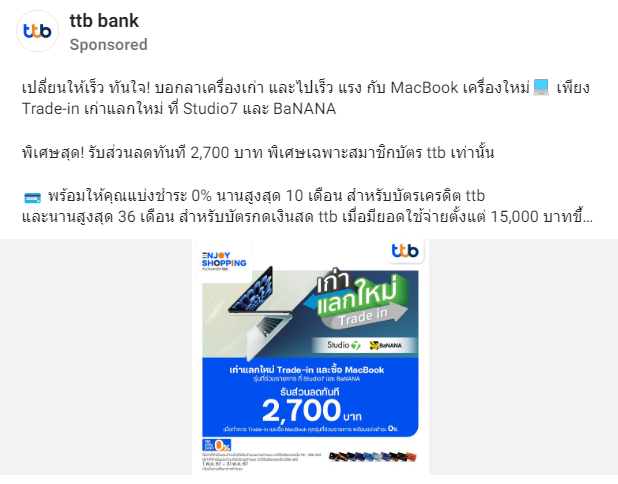 ttb bank
Sponsored
เปลี่ยนให้เร็ว ทันใจ! บอกลาเครื่องเก่า และไปเร็ว แรง กับ MacBook เครื่องใหม่💻 เพียง
Trade-in เก่าแลกใหม่ ที่ Studio7 และ BaNANA
พิเศษสุด! รับส่วนลดทันที 2,700 บาท พิเศษเฉพาะสมาชิกบัตร ttb เท่านั้น
💳 พร้อมให้คุณแบ่งชำระ 0% นานสูงสุด 10 เดือน สำหรับบัตรเครดิต ttb
และนานสูงสุด 36 เดือน สำหรับบัตรกดเงินสด ttb เมื่อมียอดใช้จ่ายตั้งแต่ 15,000 บาทขึ้...
ttb
ENJOY
SHOPPING
ttb
เก่า
แลกใหม่
Trade in
Studio 7
BaNANA
เก่าแลกใหม่ Trade-in และซื้อ MacBook
รุ่นที่ร่วมรายการ ที่ Studio7 และ BaNANA
รับส่วนลดทันที
2,700 บาท
เมื่อทำการ Trade-in และซื้อ MacBook ทุกรุ่นที่ร่วมรายการ พร้อมแบ่งชำระ 0%
0%
1 พ.ค. 67 - 31 พ.ค. 67